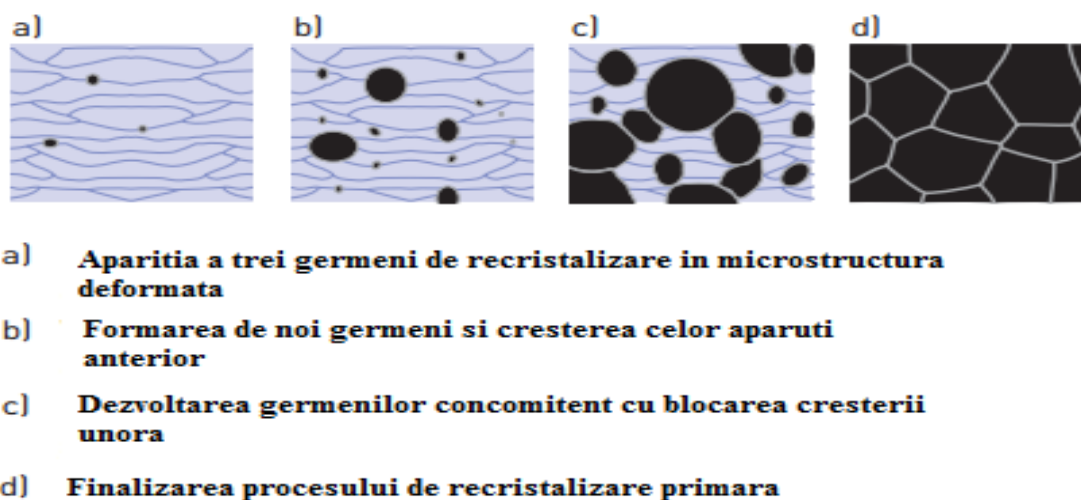 a) b) c) d)
a) Aparitia a trei germeni de recristalizare in microstructura
deformata
b) Formarea de noi germeni si cresterea celor aparuti
anterior
c) Dezvoltarea germenilor concomitent cu blocarea cresterii
unora
d) Finalizarea procesului de recristalizare primara